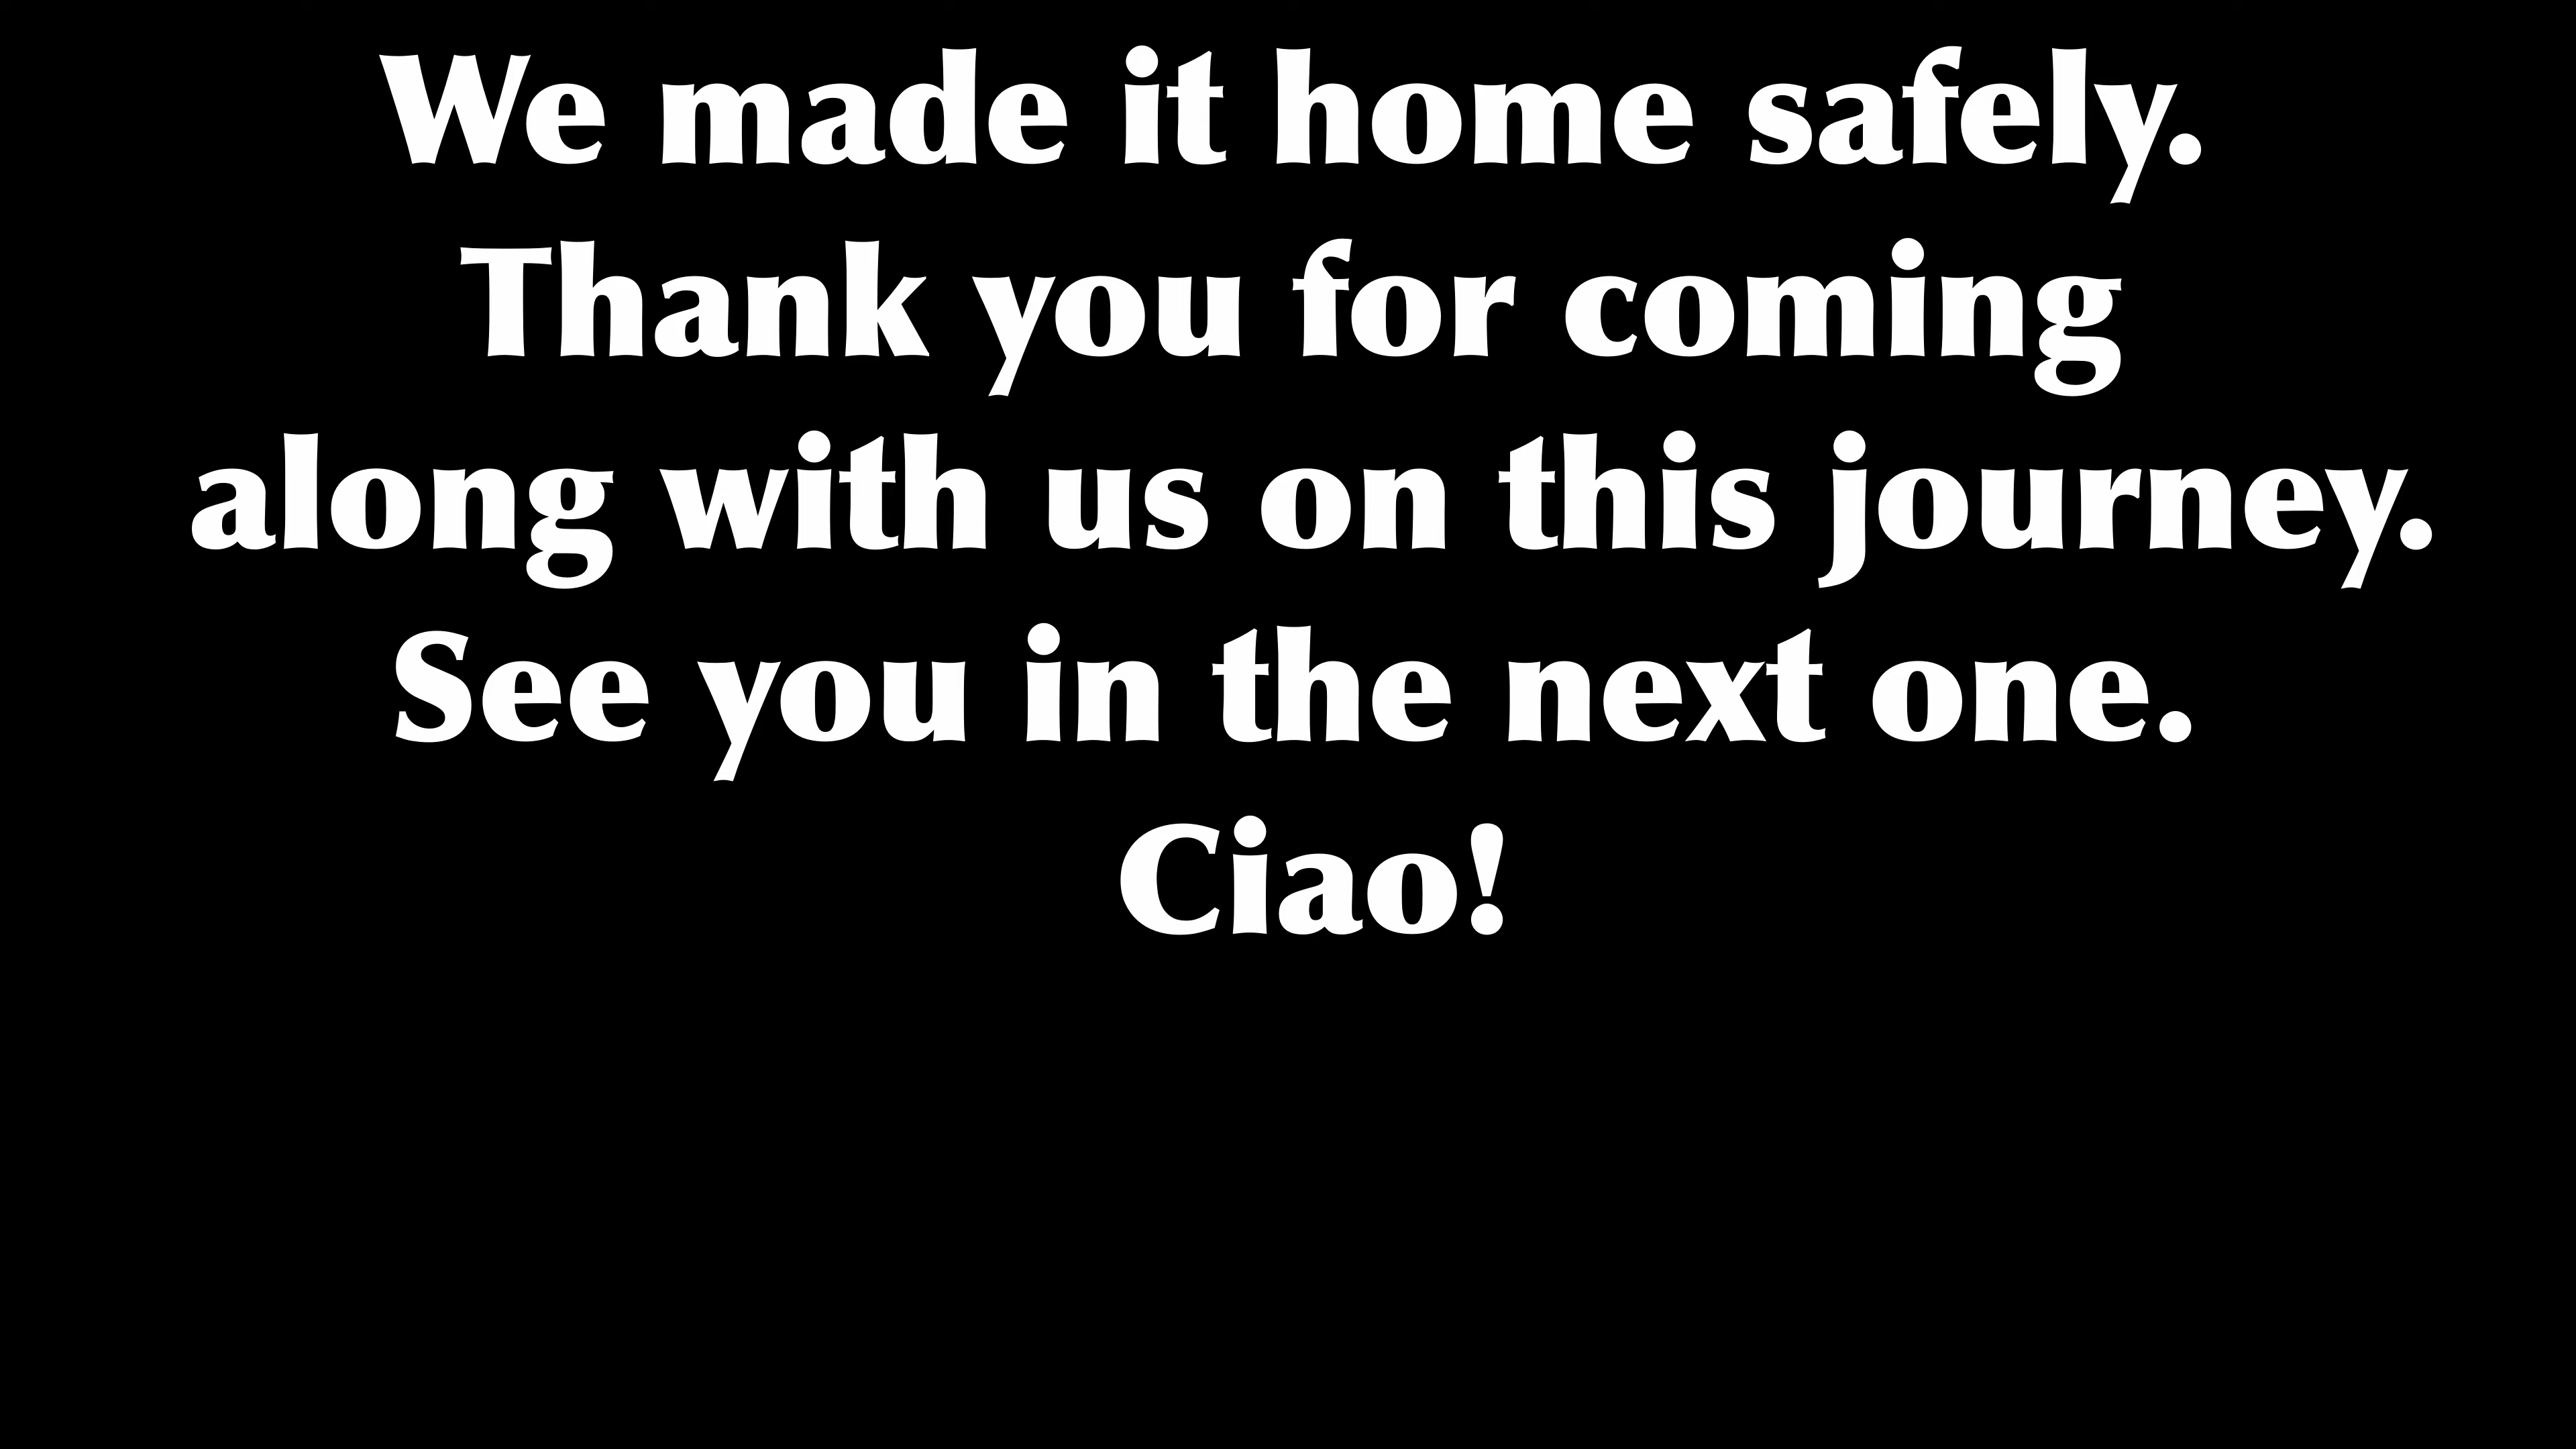 We made it home safely.
Thank you for coming
along with us on this journey.
See you in the next one.
Ciao!